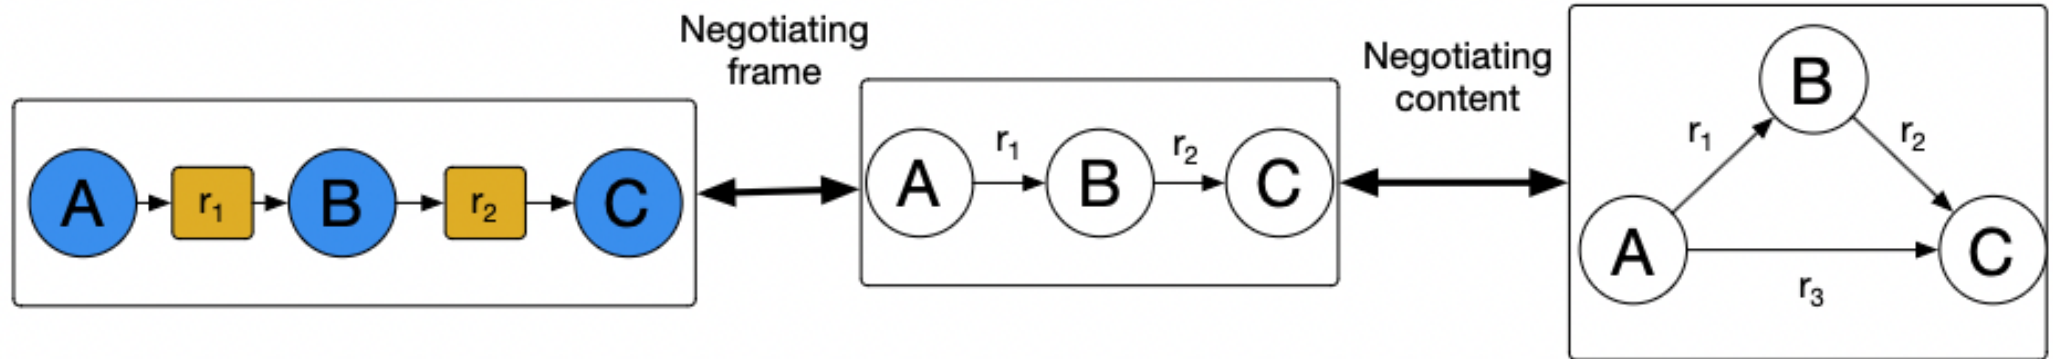 Negotiating
frame
Negotiating
content
A
r₁
B
r₂
C
A
r₁
B
r₂
C
B
r₁
r₂
A
C
r₃